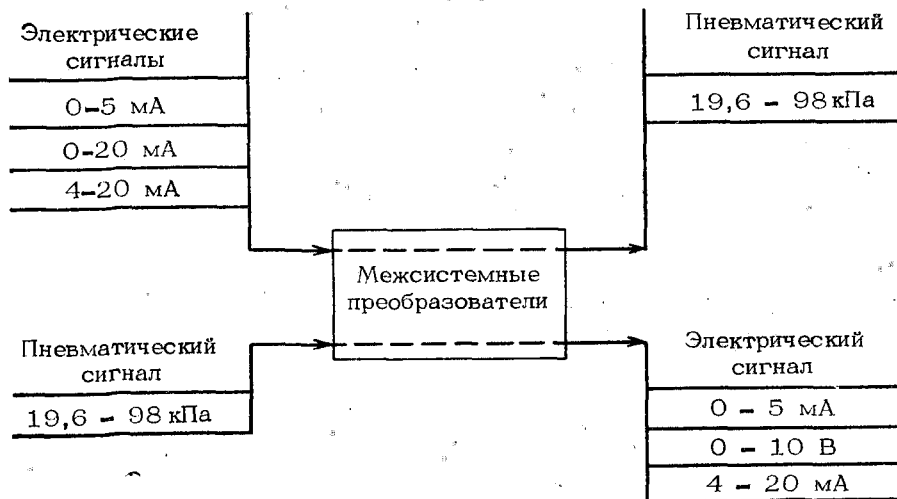 Электрические
сигналы
0-5 мА
0-20 мА
4-20 мА
Пневматический
сигнал
19,6 - 98 кПа
Межсистемные
преобразователи
Пневматический
сигнал
19,6 - 98 кПа
Электрический
сигнал
0 - 5 мА
0 - 10 В
4 - 20 мА